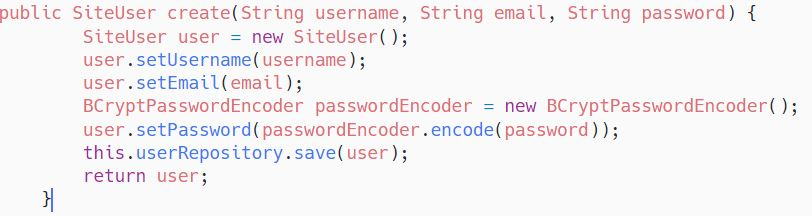 public SiteUser create(String username, String email, String password) {
        SiteUser user = new SiteUser();
        user.setUsername(username);
        user.setEmail(email);
        BCryptPasswordEncoder passwordEncoder = new BCryptPasswordEncoder();
        user.setPassword(passwordEncoder.encode(password));
        this.userRepository.save(user);
        return user;
    }